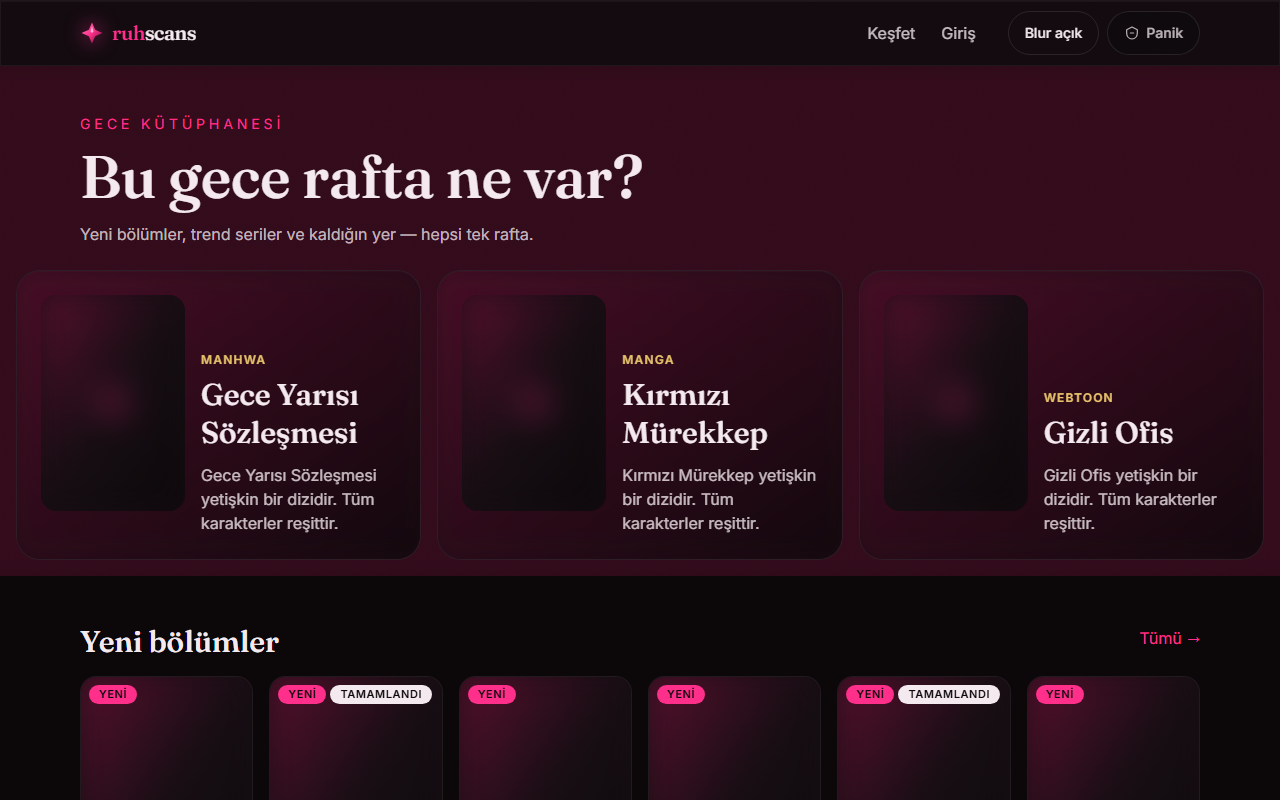 ruhscans
Keşfet
Giriş
Blur açık
Panik
GECE KÜTÜPHANESİ
Bu gece rafta ne var?
Yeni bölümler, trend seriler ve kaldığın yer — hepsi tek rafta.
MANHWA
Gece Yarısı
Sözleşmesi
Gece Yarısı Sözleşmesi
yetişkin bir dizidir. Tüm
karakterler reşittir.
MANGA
Kırmızı
Mürekkep
Kırmızı Mürekkep yetişkin
bir dizidir. Tüm
karakterler reşittir.
WEBTOON
Gizli Ofis
Gizli Ofis yetişkin bir
dizidir. Tüm karakterler
reşittir.
Yeni bölümler
Tümü →
YENİ
YENİ
TAMAMLANDI
YENİ
YENİ
YENİ
TAMAMLANDI
YENİ